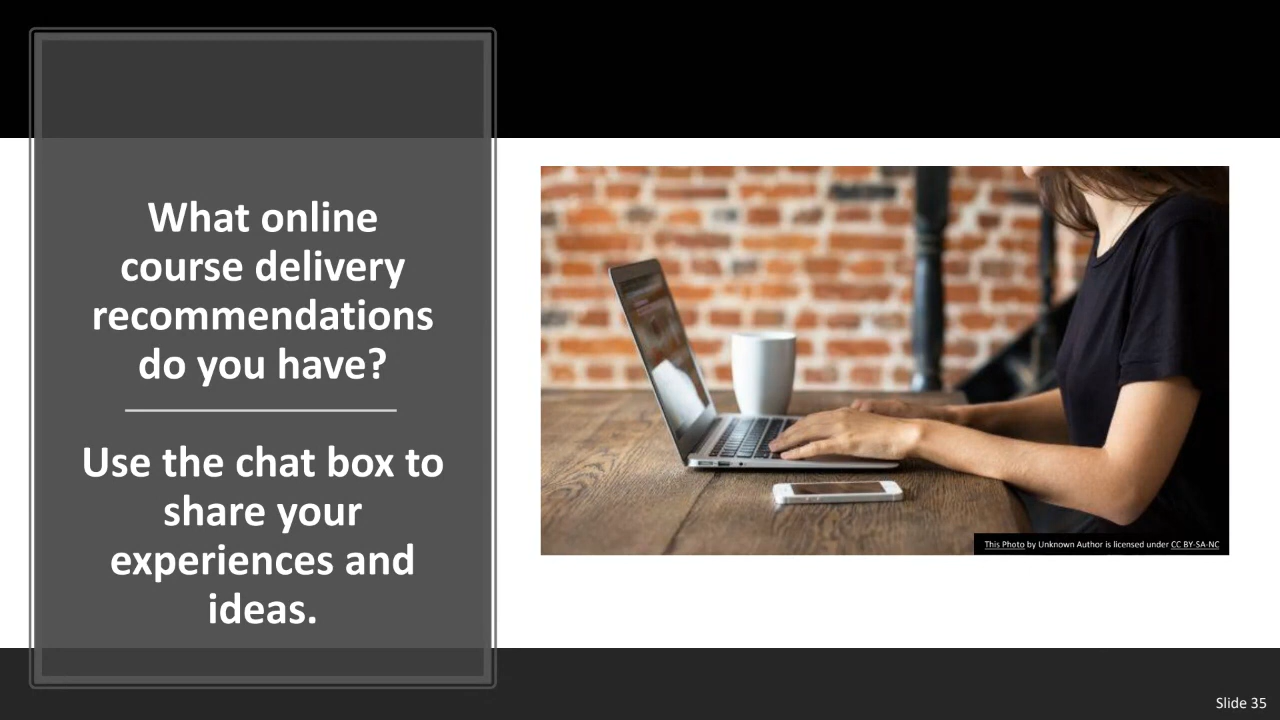 What online
course delivery
recommendations
do you have?
Use the chat box to
share your
experiences and
ideas.
This Photo by Unknown Author is licensed under CC BY-SA-NC
Slide 35